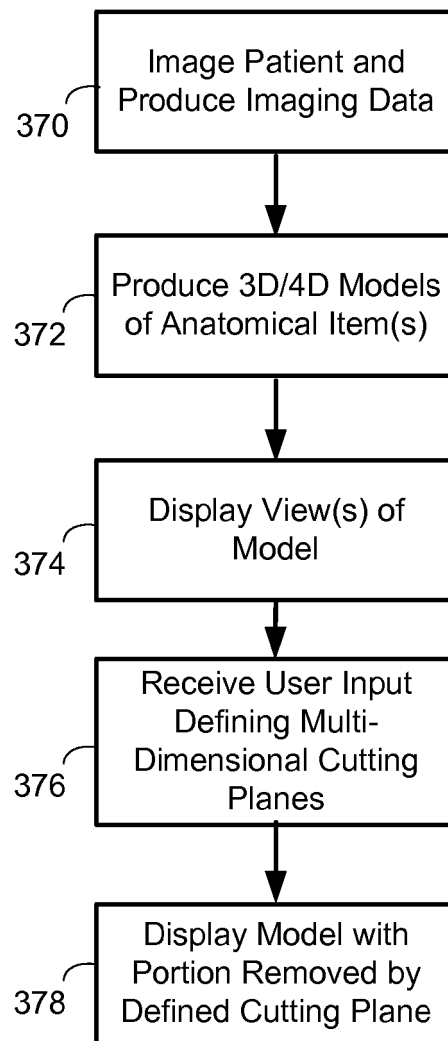 Image Patient and
Produce Imaging Data
370
Produce 3D/4D Models
of Anatomical Item(s)
372
Display View(s) of
Model
374
Receive User Input
Defining Multi-
Dimensional Cutting
Planes
376
Display Model with
Portion Removed by
Defined Cutting Plane
378